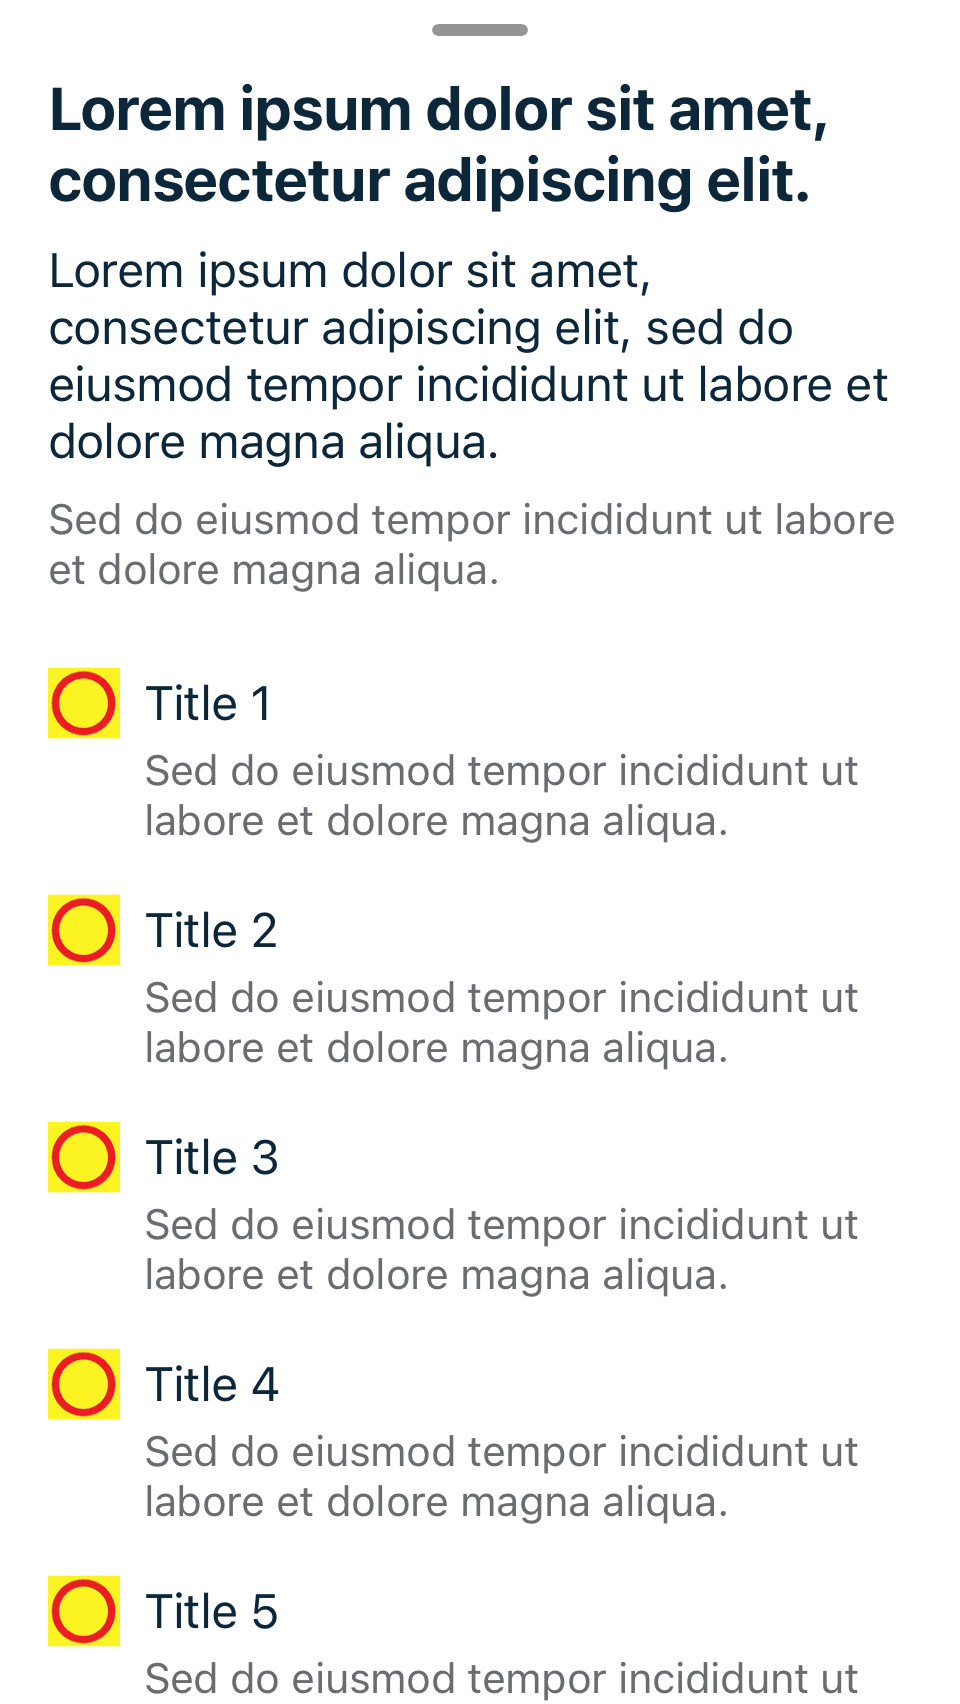 Lorem ipsum dolor sit amet,
consectetur adipiscing elit.
Lorem ipsum dolor sit amet,
consectetur adipiscing elit, sed do
eiusmod tempor incididunt ut labore et
dolore magna aliqua.
Sed do eiusmod tempor incididunt ut labore
et dolore magna aliqua.
Title 1
Sed do eiusmod tempor incididunt ut
labore et dolore magna aliqua.
Title 2
Sed do eiusmod tempor incididunt ut
labore et dolore magna aliqua.
Title 3
Sed do eiusmod tempor incididunt ut
labore et dolore magna aliqua.
Title 4
Sed do eiusmod tempor incididunt ut
labore et dolore magna aliqua.
Title 5
Sed do eiusmod tempor incididunt ut